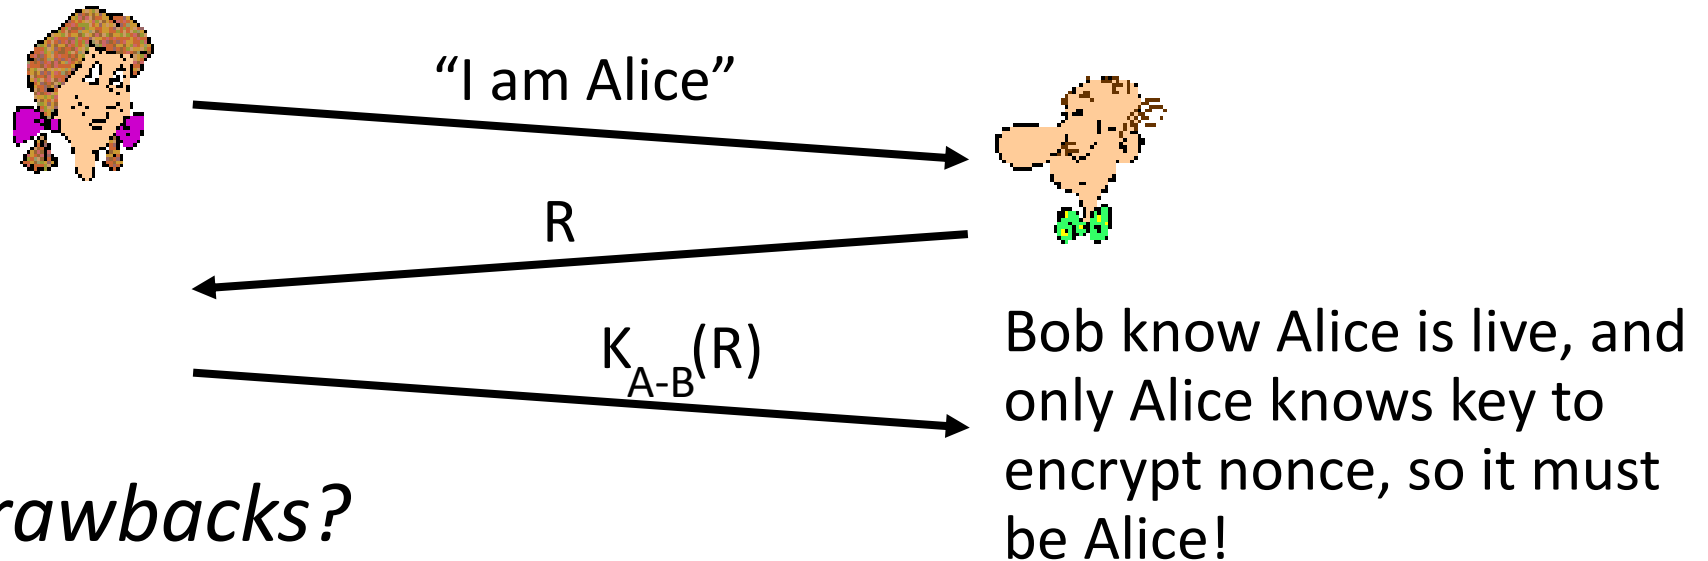 “I am Alice”
R
K_A-B(R)
Bob know Alice is live, and
only Alice knows key to
encrypt nonce, so it must
be Alice!
rawbacks?